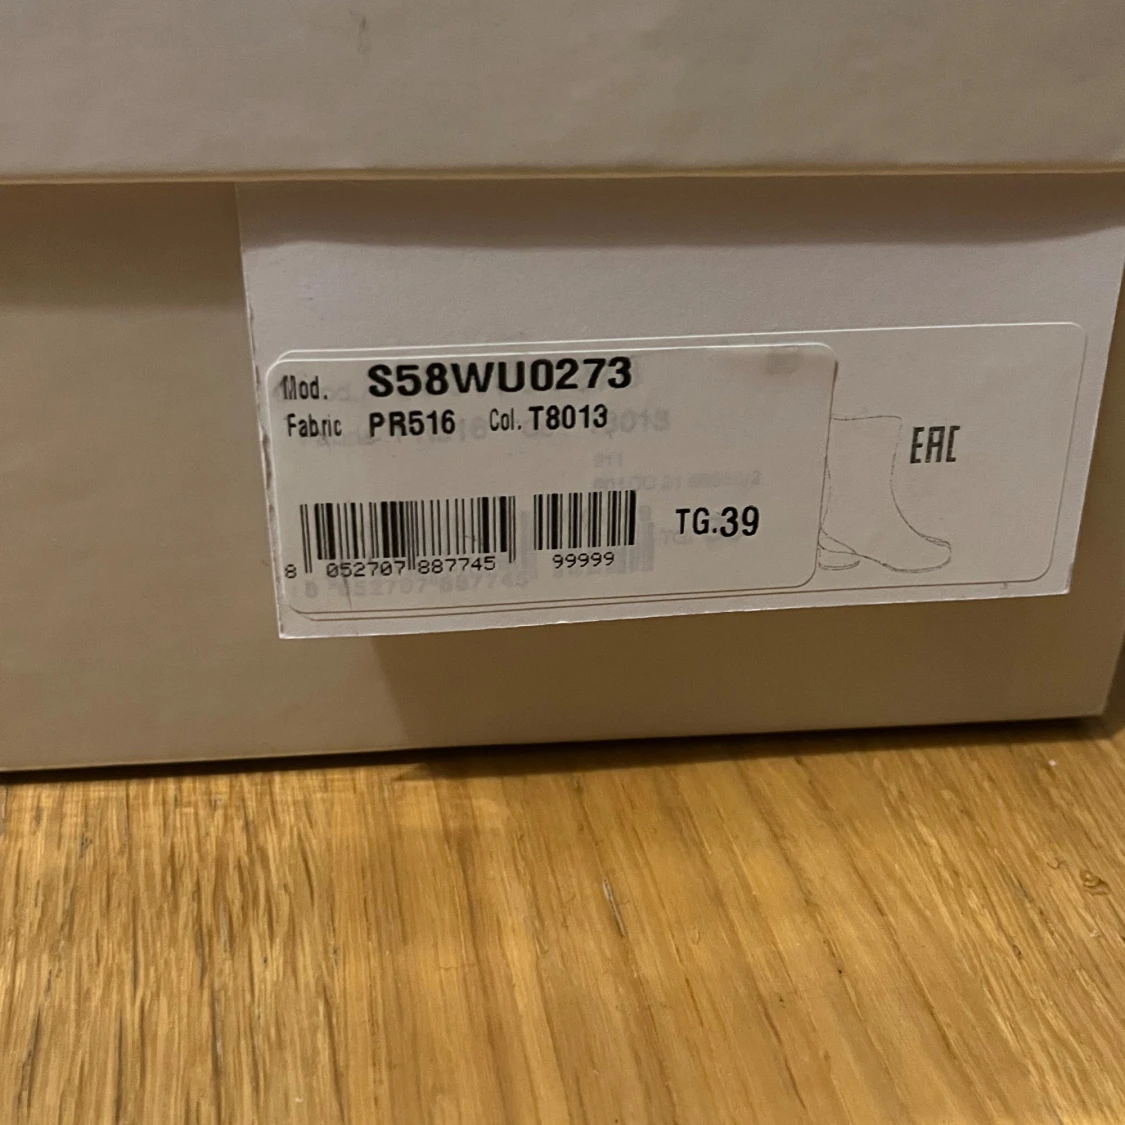 Mod. S58WU0273
Fabric PR516 Col. T8013
EAC
TG.39
8 052707 887745 99999